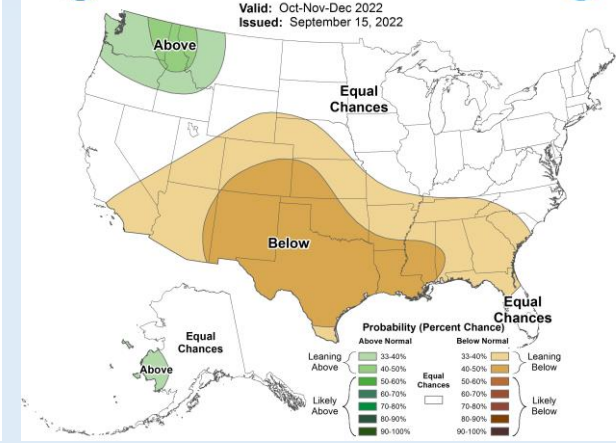 Valid: Oct-Nov-Dec 2022
Issued: September 15, 2022
Above
Equal
Chances
Below
Equal
Chances
Equal
Chances
Above
Probability (Percent Chance)
Above Normal
Below Normal
Leaning
Above
33-40%
40-50%
50-60%
60-70%
70-80%
80-90%
90-100%
Likely
Above
Equal
Chances
33-40%
40-50%
50-60%
60-70%
70-80%
80-90%
90-100%
Leaning
Below
Likely
Below